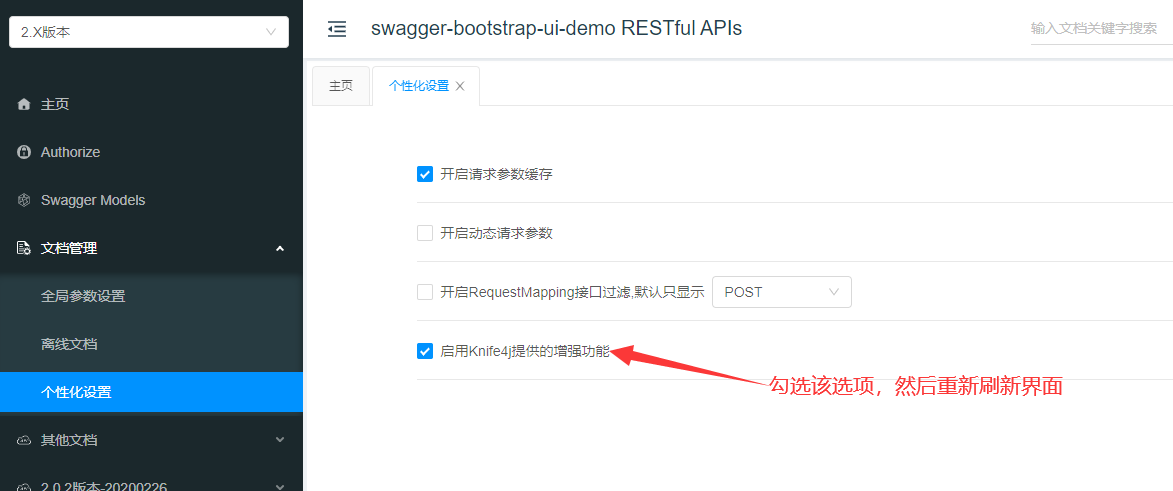 2.X版本
swagger-bootstrap-ui-demo RESTful APIs
输入文档关键字搜索
主页
Authorize
Swagger Models
文档管理
全局参数设置
离线文档
个性化设置
其他文档
2.0.2版本-20200226
主页
个性化设置
开启请求参数缓存
开启动态请求参数
开启RequestMapping接口过滤,默认只显示 POST
启用Knife4j提供的增强功能
勾选该选项，然后重新刷新界面